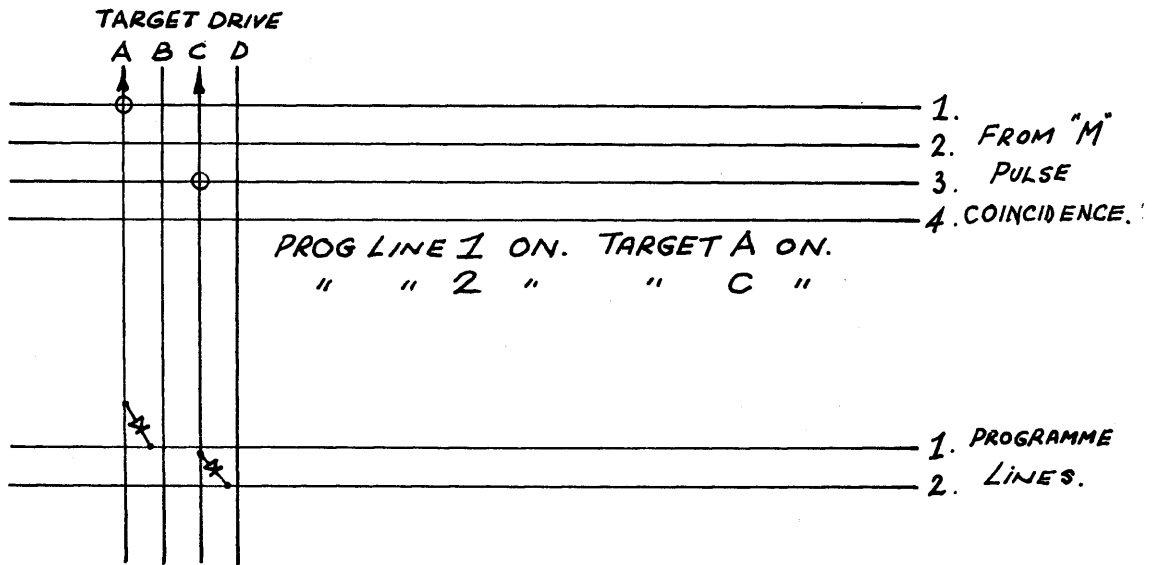 TARGET DRIVE
A B C D
1.
2. FROM "M"
3. PULSE
4. COINCIDENCE.
PROG LINE 1 ON. TARGET A ON.
" " 2 " " C "
1. PROGRAMME
2. LINES.